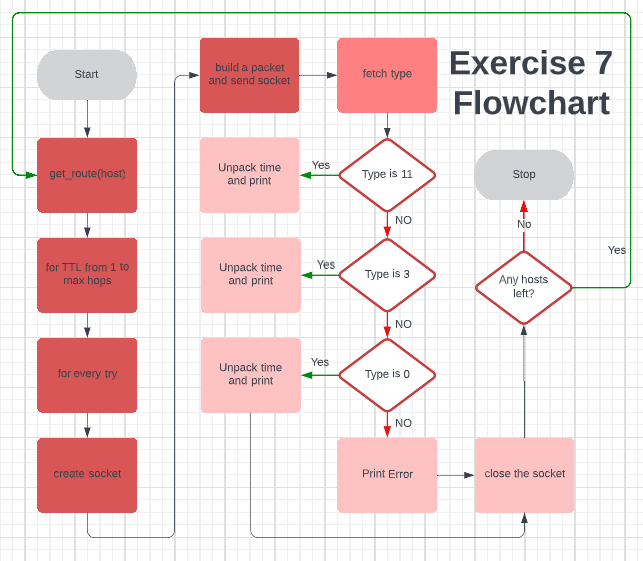 Exercise 7
Flowchart
Start
get_route(host)
for TTL from 1 to
max hops
for every try
create socket
build a packet
and send socket
fetch type
Type is 11
Yes
Unpack time
and print
NO
Type is 3
Yes
Unpack time
and print
NO
Type is 0
Yes
Unpack time
and print
NO
Print Error
close the socket
Any hosts
left?
No
Stop
Yes